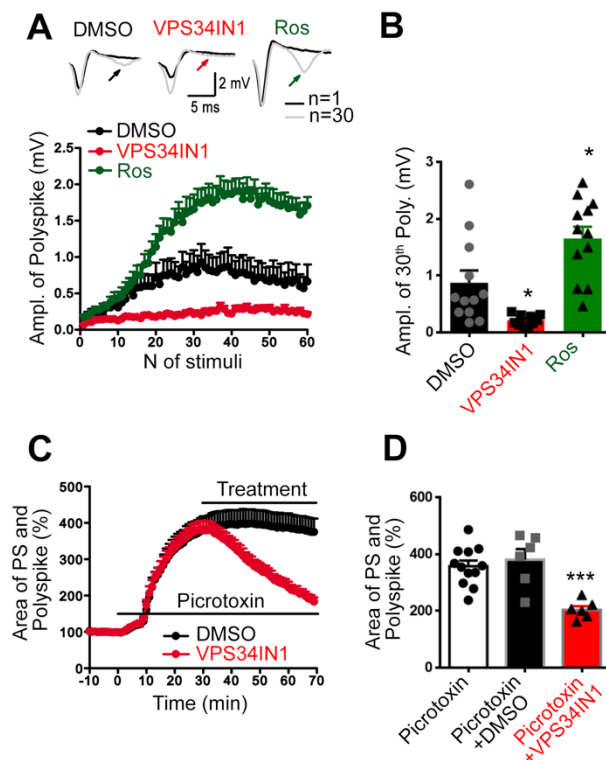 A
DMSO VPS34IN1 Ros
2 mV
5 ms
n=1
n=30
DMSO
VPS34IN1
Ros
Ampl. of Polyspike (mV)
2.5
2.0
1.5
1.0
0.5
0.0
0 10 20 30 40 50 60
N of stimuli
B
Ampl. of 30th Poly. (mV)
3
2
1
0
*
*
DMSO
VPS34IN1
Ros
C
Area of PS and
Polyspike (%)
500
400
300
200
100
0
Treatment
Picrotoxin
DMSO
VPS34IN1
-10 0 10 20 30 40 50 60 70
Time (min)
D
Area of PS and
Polyspike (%)
600
400
200
0
***
Picrotoxin
Picrotoxin
+DMSO
Picrotoxin
+VPS34IN1